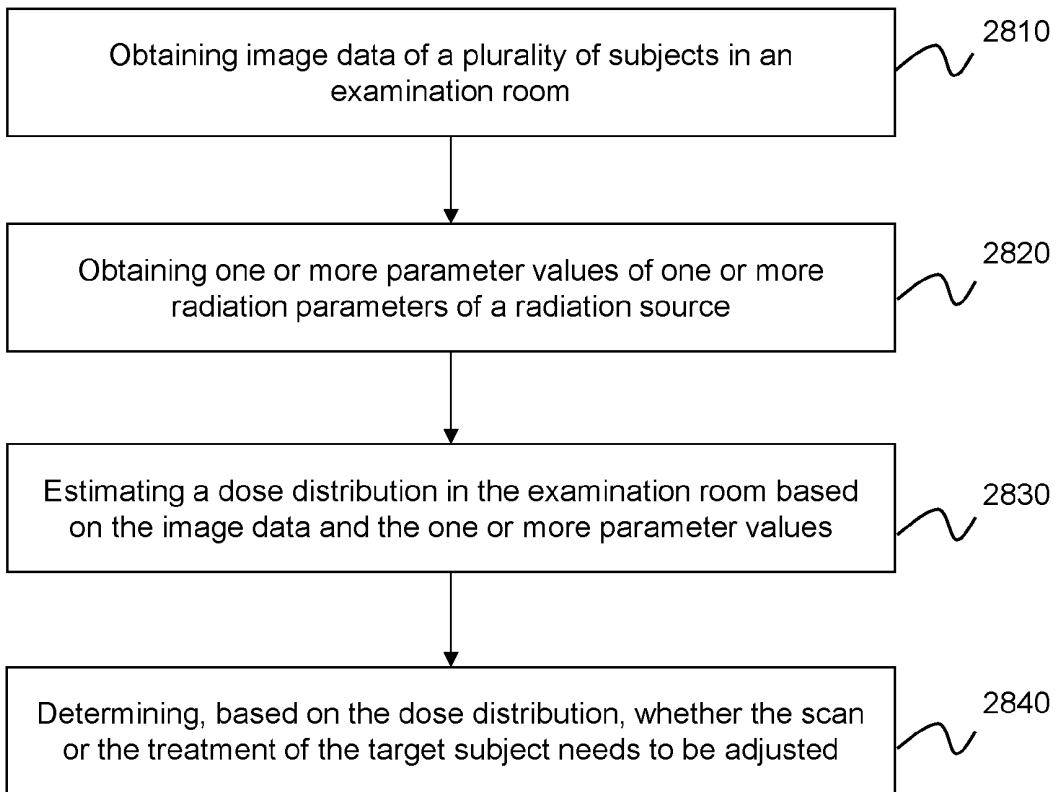 2810
Obtaining image data of a plurality of subjects in an
examination room
2820
Obtaining one or more parameter values of one or more
radiation parameters of a radiation source
2830
Estimating a dose distribution in the examination room based
on the image data and the one or more parameter values
2840
Determining, based on the dose distribution, whether the scan
or the treatment of the target subject needs to be adjusted